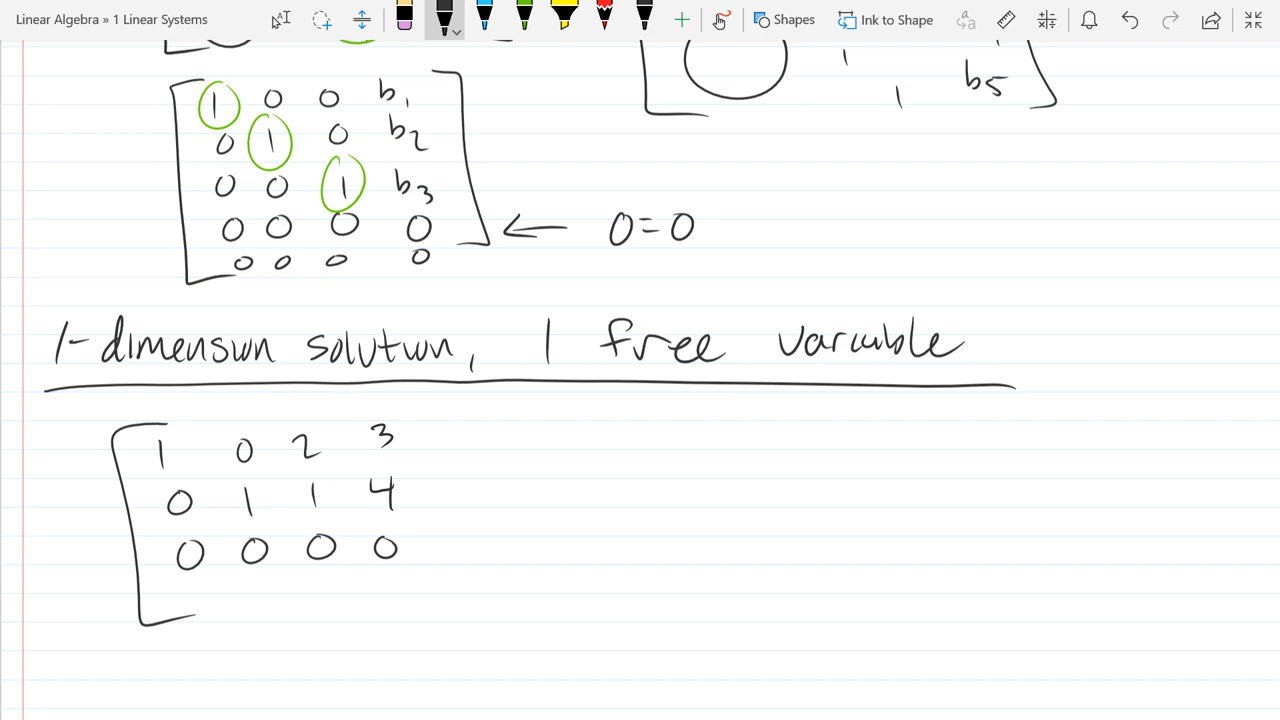 Linear Algebra » 1 Linear Systems
Shapes
Ink to Shape
1 0 0 b1
0 1 0 b2
0 0 1 b3
0 0 0 0 ← 0=0
0 0 0 0
1
1 b5
1-dimension solution, 1 free variable
1 0 2 3
0 1 1 4
0 0 0 0